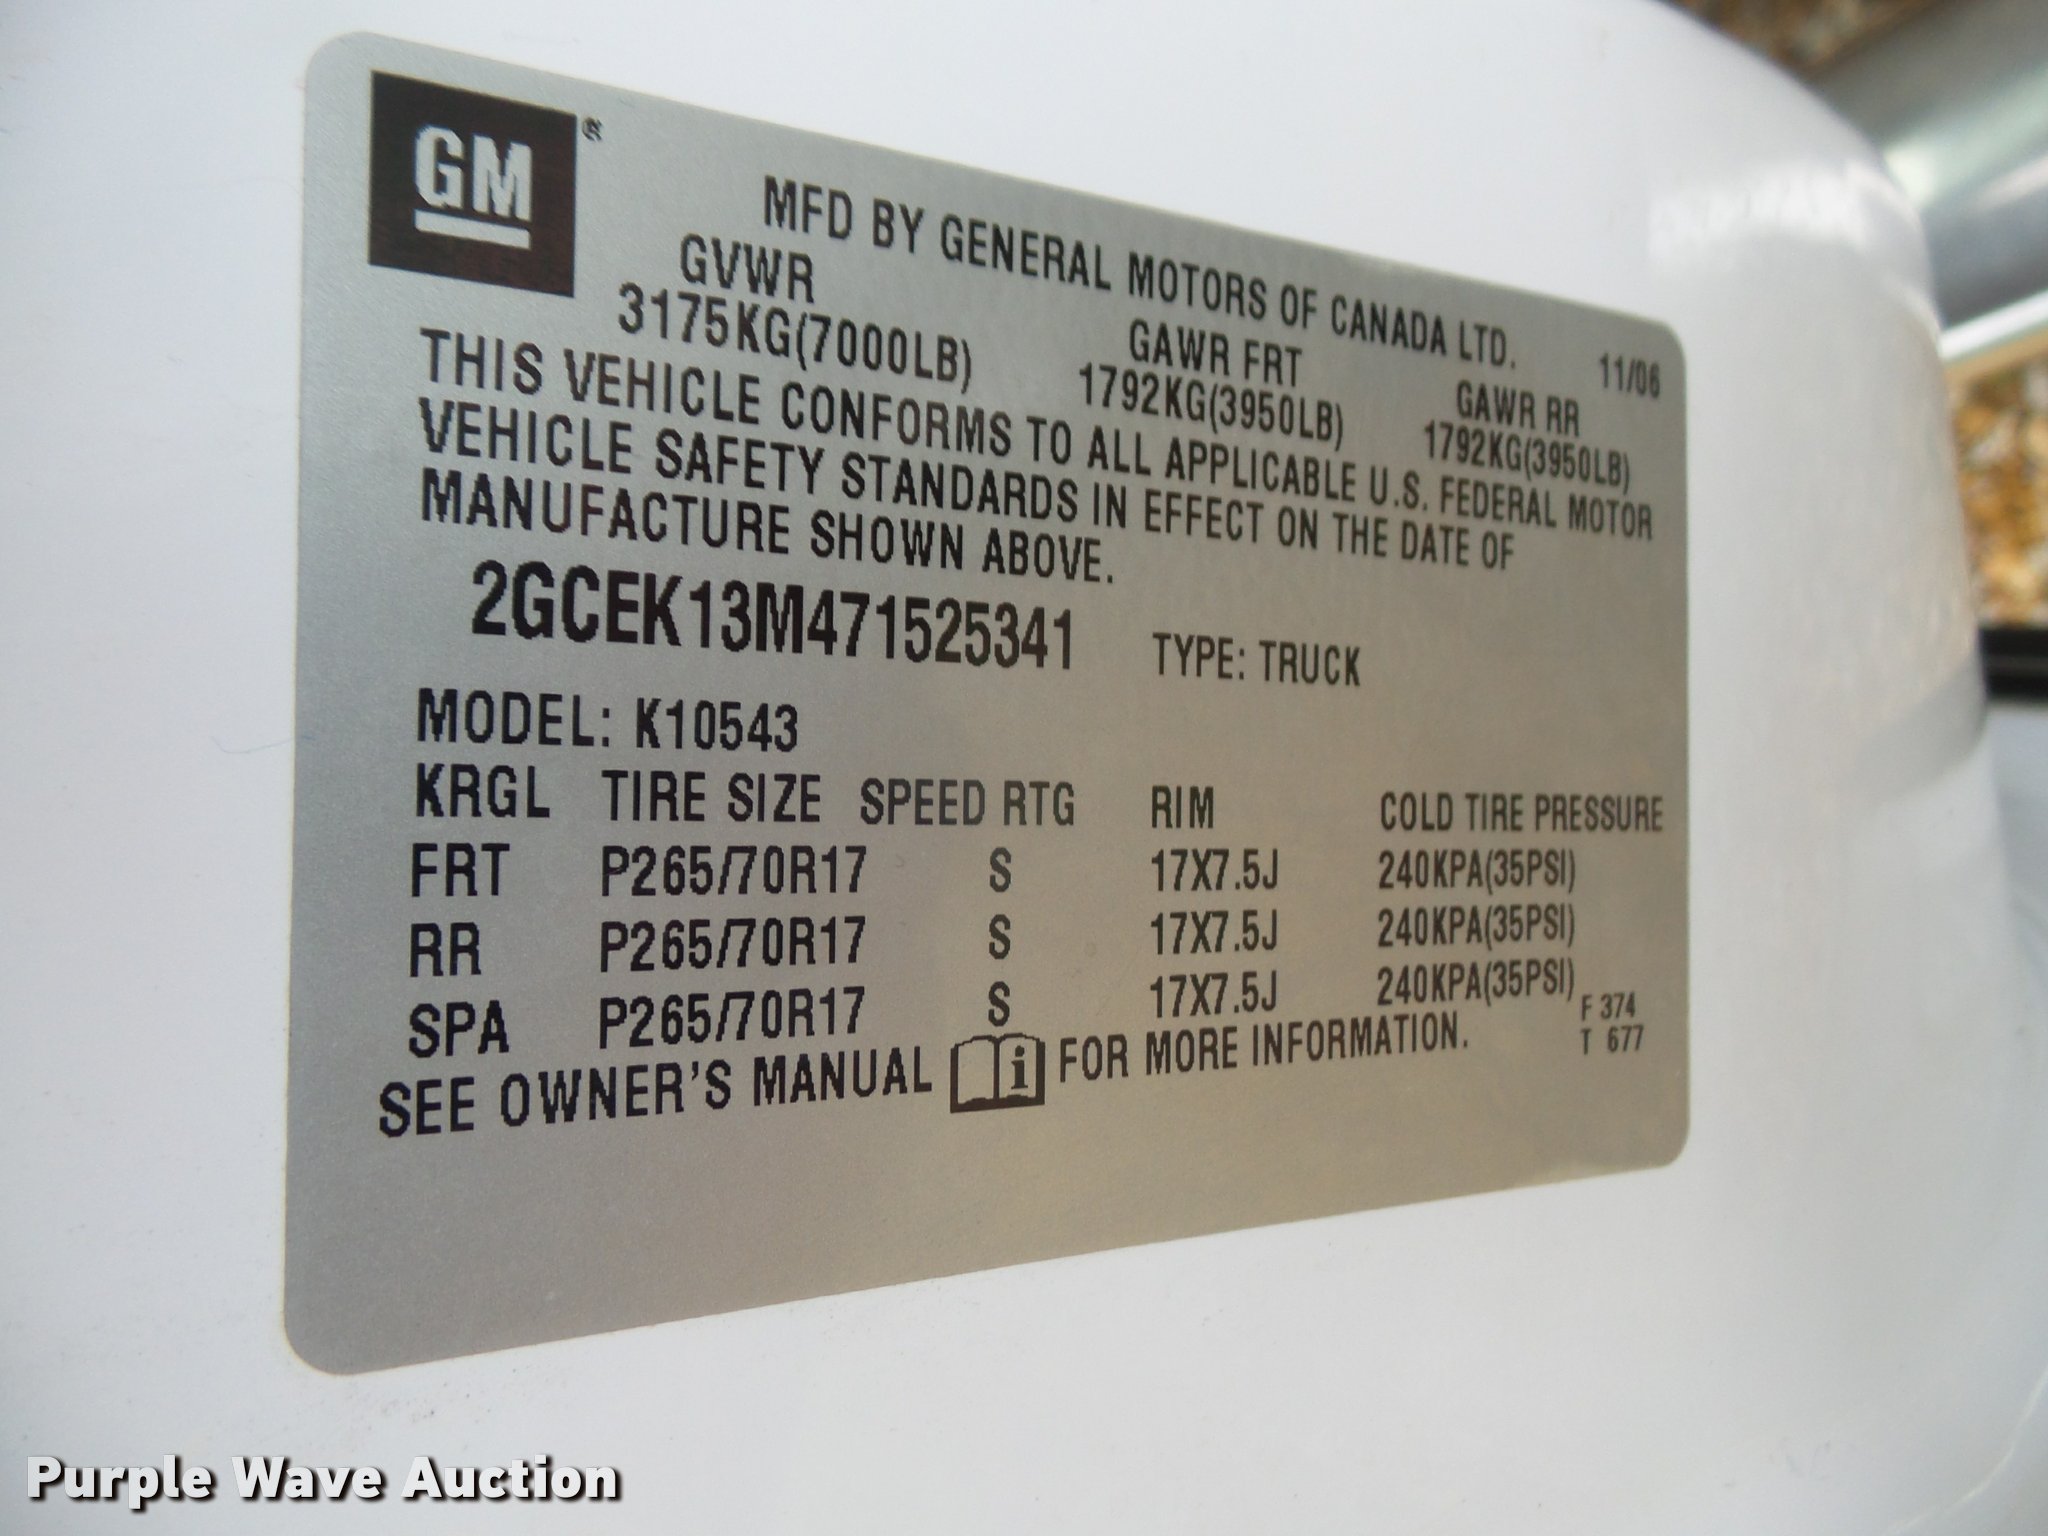 GM®
MFD BY GENERAL MOTORS OF CANADA LTD.
11/06
GVWR GAWR FRT GAWR RR
3175KG(7000LB) 1792KG(3950LB) 1792KG(3950LB)
THIS VEHICLE CONFORMS TO ALL APPLICABLE U.S. FEDERAL MOTOR
VEHICLE SAFETY STANDARDS IN EFFECT ON THE DATE OF
MANUFACTURE SHOWN ABOVE.
2GCEK13M471525341 TYPE: TRUCK
MODEL: K10543
KRGL TIRE SIZE SPEED RTG RIM COLD TIRE PRESSURE
FRT P265/70R17 S 17X7.5J 240KPA(35PSI)
RR P265/70R17 S 17X7.5J 240KPA(35PSI)
SPA P265/70R17 S 17X7.5J 240KPA(35PSI)
SEE OWNER'S MANUAL i FOR MORE INFORMATION.
F 374
T 677
Purple Wave Auction